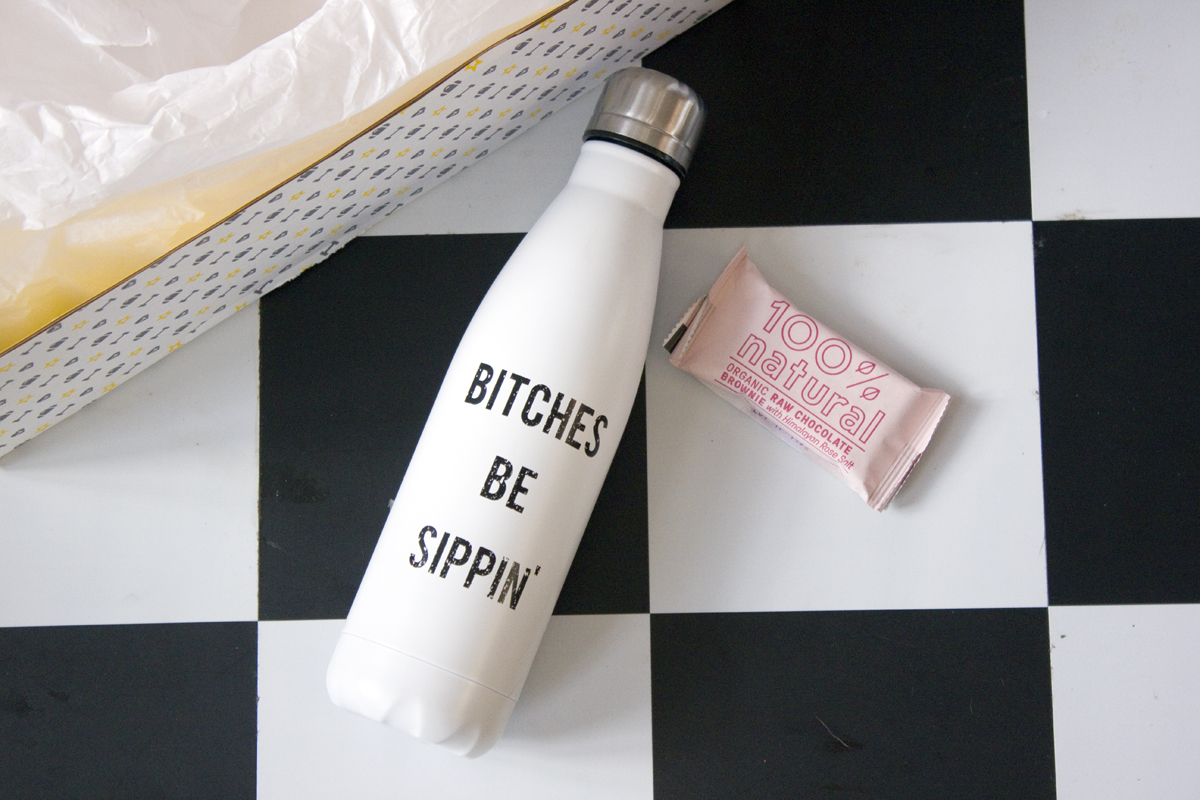 BITCHES
BE
SIPPIN'
100%
natural
ORGANIC RAW CHOCOLATE
BROWNIE with Himalayan Rose Salt